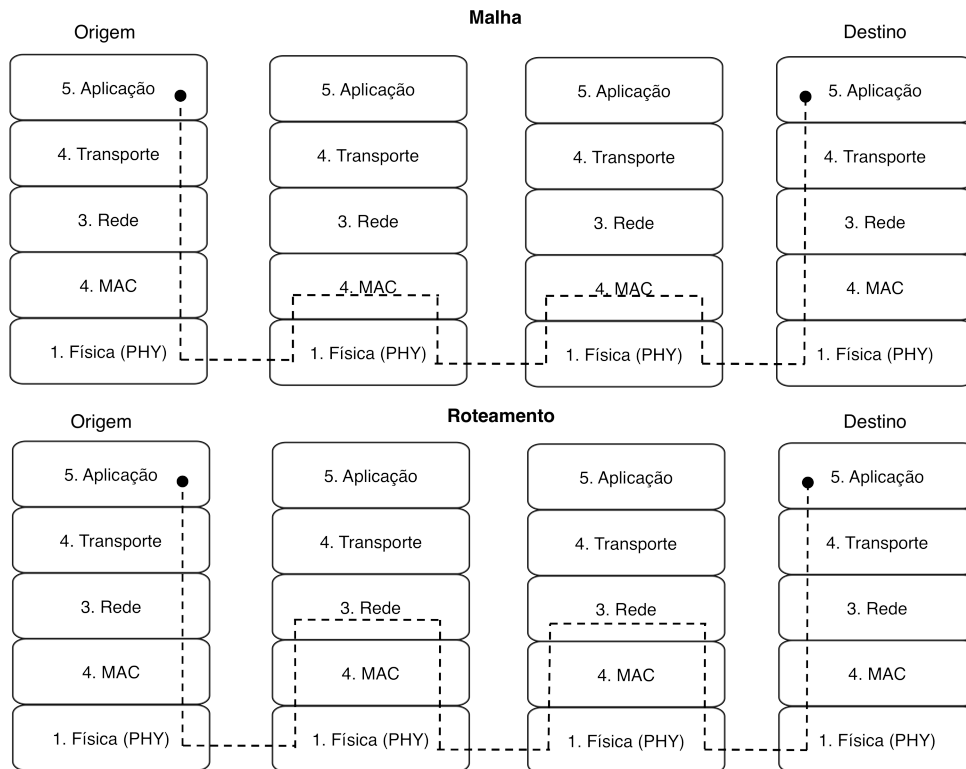 Malha
Origem
Destino
5. Aplicação
5. Aplicação
5. Aplicação
5. Aplicação
4. Transporte
4. Transporte
4. Transporte
4. Transporte
3. Rede
3. Rede
3. Rede
3. Rede
4. MAC
4. MAC
4. MAC
4. MAC
1. Física (PHY)
1. Física (PHY)
1. Física (PHY)
1. Física (PHY)
Roteamento
Origem
Destino
5. Aplicação
5. Aplicação
5. Aplicação
5. Aplicação
4. Transporte
4. Transporte
4. Transporte
4. Transporte
3. Rede
3. Rede
3. Rede
3. Rede
4. MAC
4. MAC
4. MAC
4. MAC
1. Física (PHY)
1. Física (PHY)
1. Física (PHY)
1. Física (PHY)